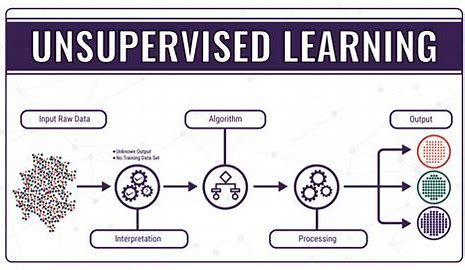 UNSUPERVISED LEARNING
Input Raw Data
Algorithm
Output
Unknown Output
No Training Data Set
Interpretation
Processing